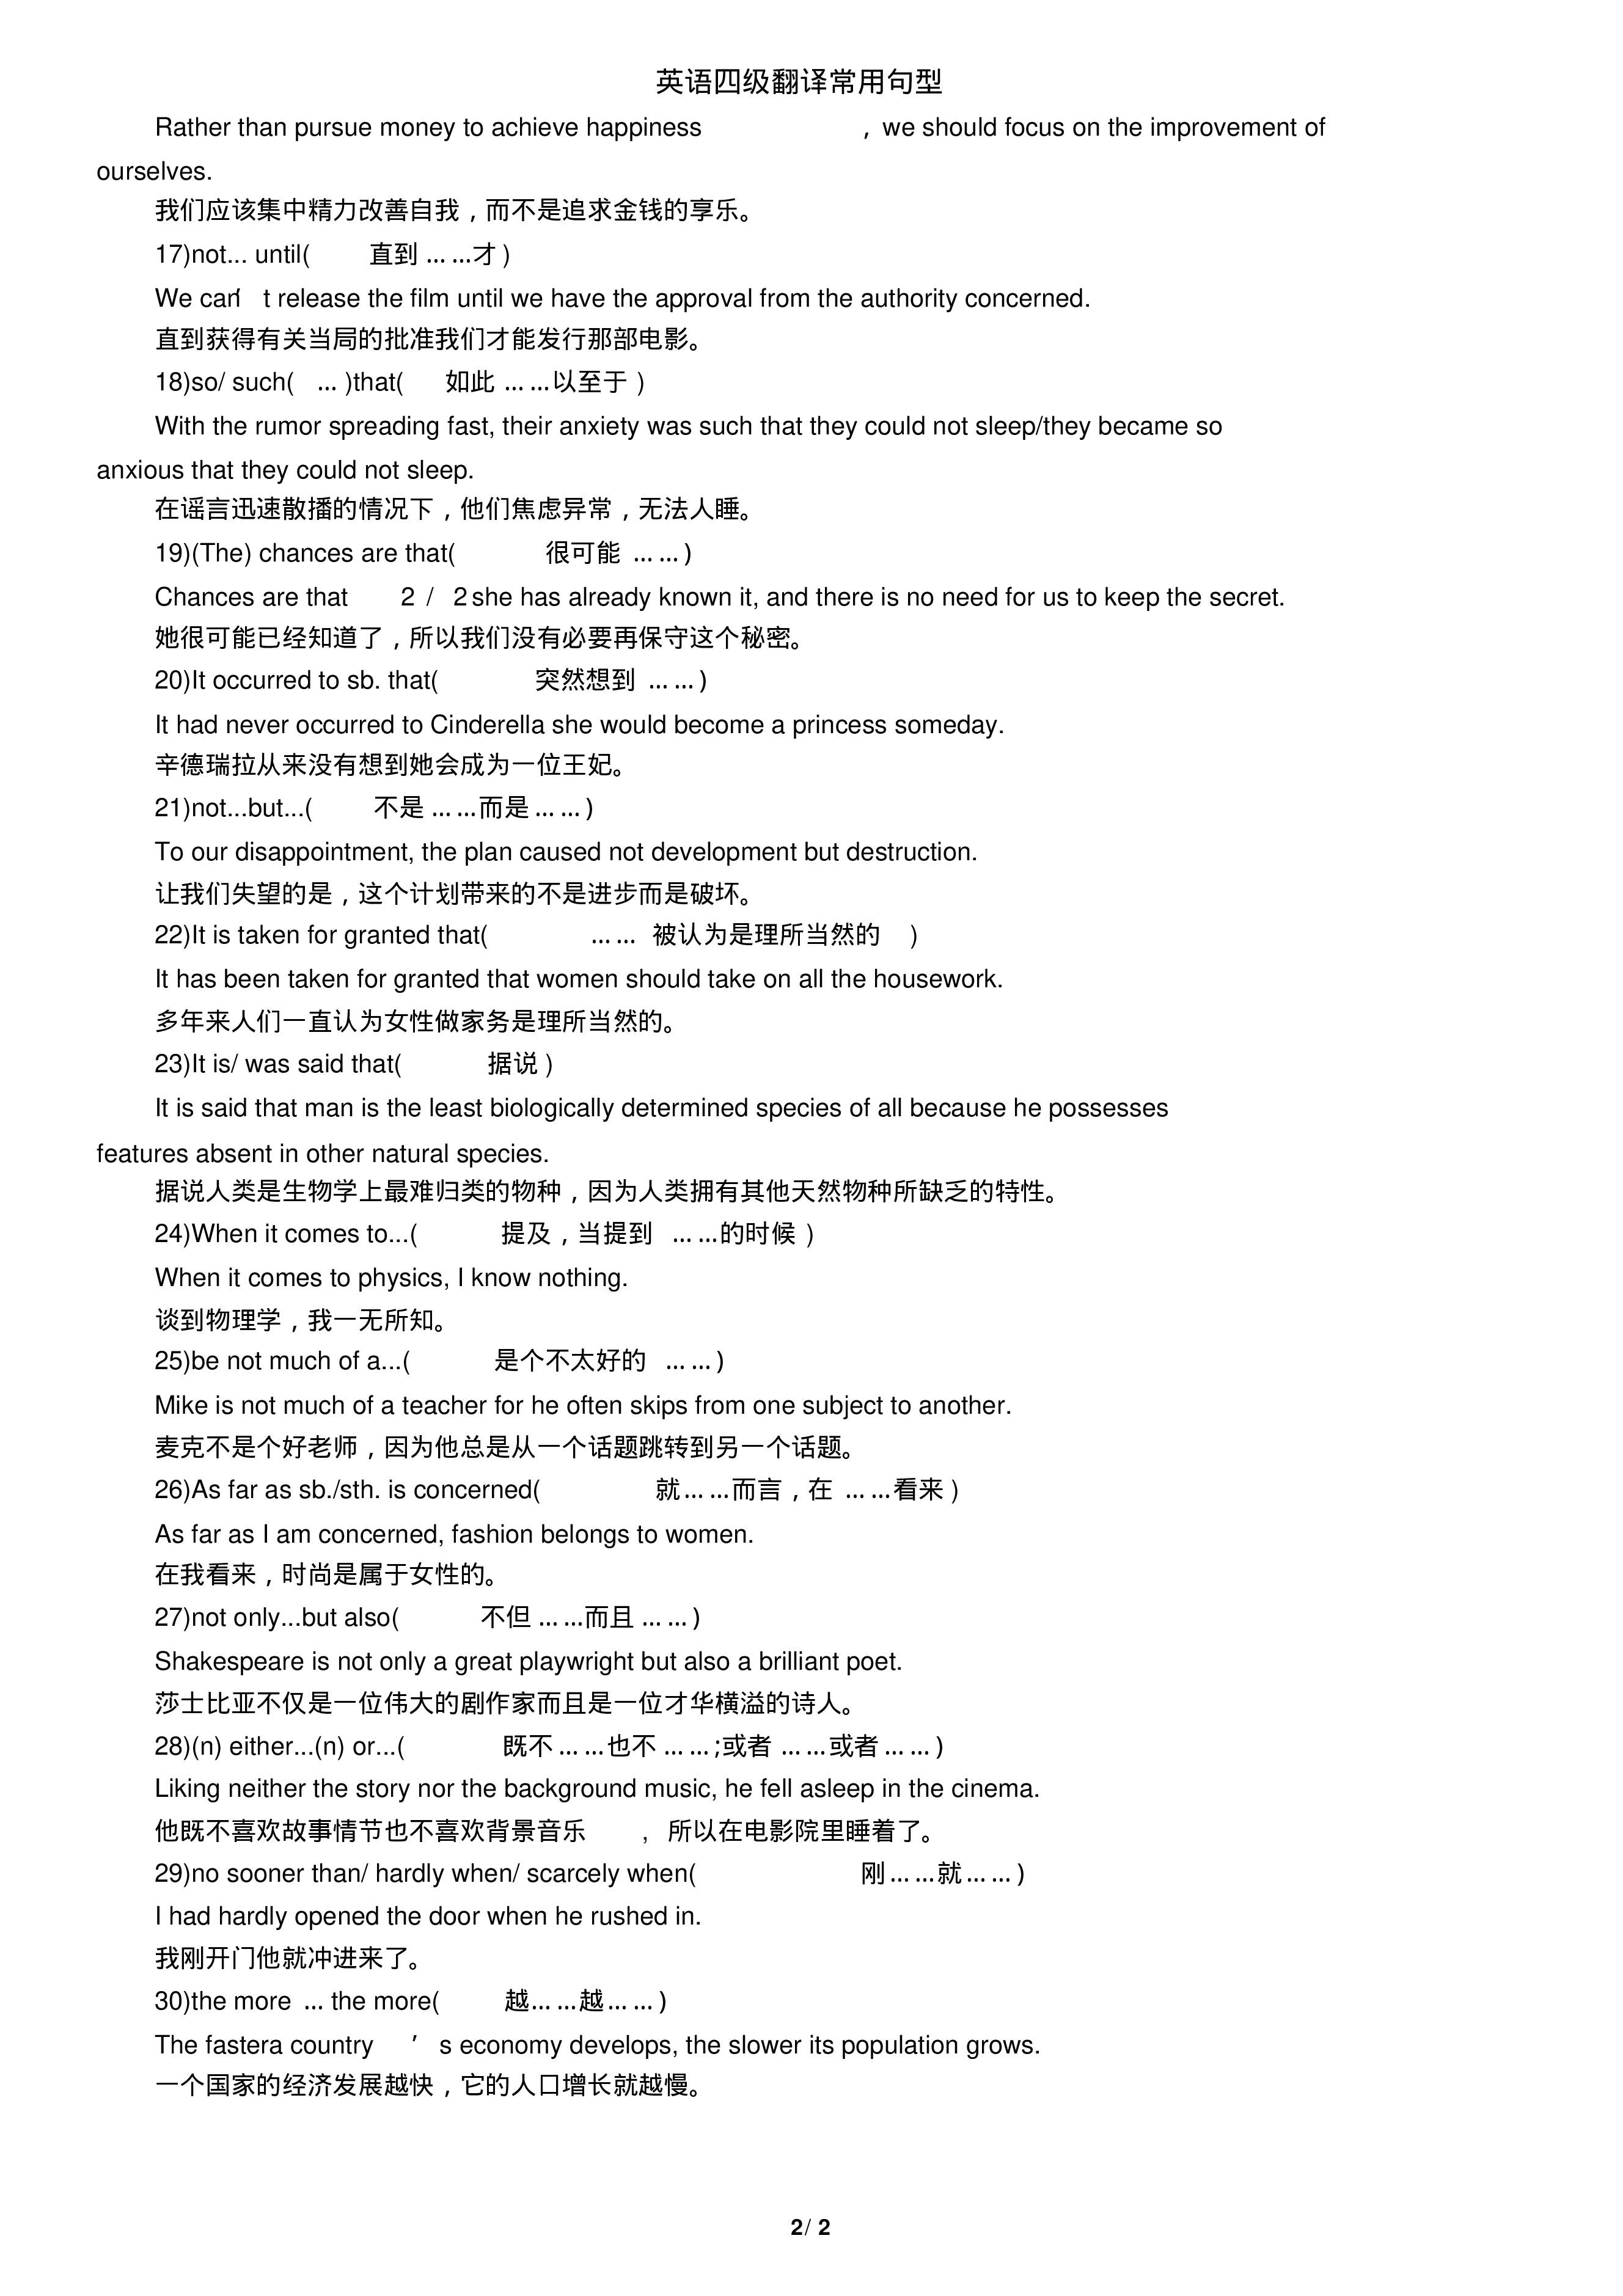 英语四级翻译常用句型
Rather than pursue money to achieve happiness , we should focus on the improvement of
ourselves.
我们应该集中精力改善自我，而不是追求金钱的享乐。
17)not... until( 直到 ... ...才 )
We can' t release the film until we have the approval from the authority concerned.
直到获得有关当局的批准我们才能发行那部电影。
18)so/ such( ... )that( 如此 ... ...以至于 )
With the rumor spreading fast, their anxiety was such that they could not sleep/they became so
anxious that they could not sleep.
在谣言迅速散播的情况下，他们焦虑异常，无法人睡。
19)(The) chances are that( 很可能 ... ... )
Chances are that 2 / 2 she has already known it, and there is no need for us to keep the secret.
她很可能已经知道了，所以我们没有必要再保守这个秘密。
20)It occurred to sb. that( 突然想到 ... ... )
It had never occurred to Cinderella she would become a princess someday.
辛德瑞拉从来没有想到她会成为一位王妃。
21)not...but...( 不是 ... ...而是 ... ... )
To our disappointment, the plan caused not development but destruction.
让我们失望的是，这个计划带来的不是进步而是破坏。
22)It is taken for granted that( ... ... 被认为是理所当然的 )
It has been taken for granted that women should take on all the housework.
多年来人们一直认为女性做家务是理所当然的。
23)It is/ was said that( 据说 )
It is said that man is the least biologically determined species of all because he possesses
features absent in other natural species.
据说人类是生物学上最难归类的物种，因为人类拥有其他天然物种所缺乏的特性。
24)When it comes to...( 提及，当提到 ... ...的时候 )
When it comes to physics, I know nothing.
谈到物理学，我一无所知。
25)be not much of a...( 是个不太好的 ... ... )
Mike is not much of a teacher for he often skips from one subject to another.
麦克不是个好老师，因为他总是从一个话题跳转到另一个话题。
26)As far as sb./sth. is concerned( 就... ...而言，在 ... ...看来 )
As far as I am concerned, fashion belongs to women.
在我看来，时尚是属于女性的。
27)not only...but also( 不但 ... ...而且 ... ... )
Shakespeare is not only a great playwright but also a brilliant poet.
莎士比亚不仅是一位伟大的剧作家而且是一位才华横溢的诗人。
28)(n) either...(n) or...( 既不 ... ...也不 ... ... ;或者 ... ...或者 ... ... )
Liking neither the story nor the background music, he fell asleep in the cinema.
他既不喜欢故事情节也不喜欢背景音乐 ，所以在电影院里睡着了。
29)no sooner than/ hardly when/ scarcely when( 刚 ... ...就 ... ... )
I had hardly opened the door when he rushed in.
我刚开门他就冲进来了。
30)the more ... the more( 越... ...越... ... )
The fastera country ’ s economy develops, the slower its population grows.
一个国家的经济发展越快，它的人口增长就越慢。
2/ 2